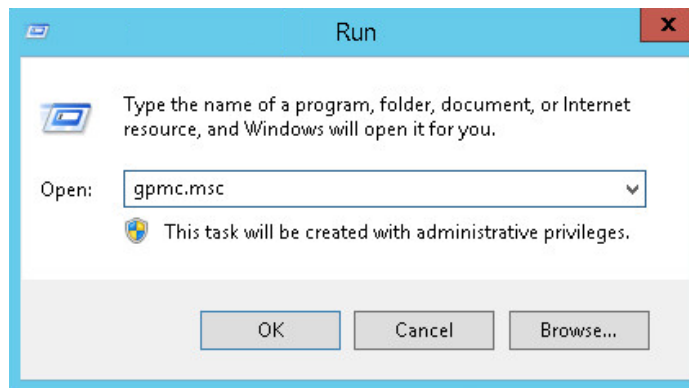 Run
x
Type the name of a program, folder, document, or Internet
resource, and Windows will open it for you.
Open: gpmc.msc
This task will be created with administrative privileges.
OK Cancel Browse...